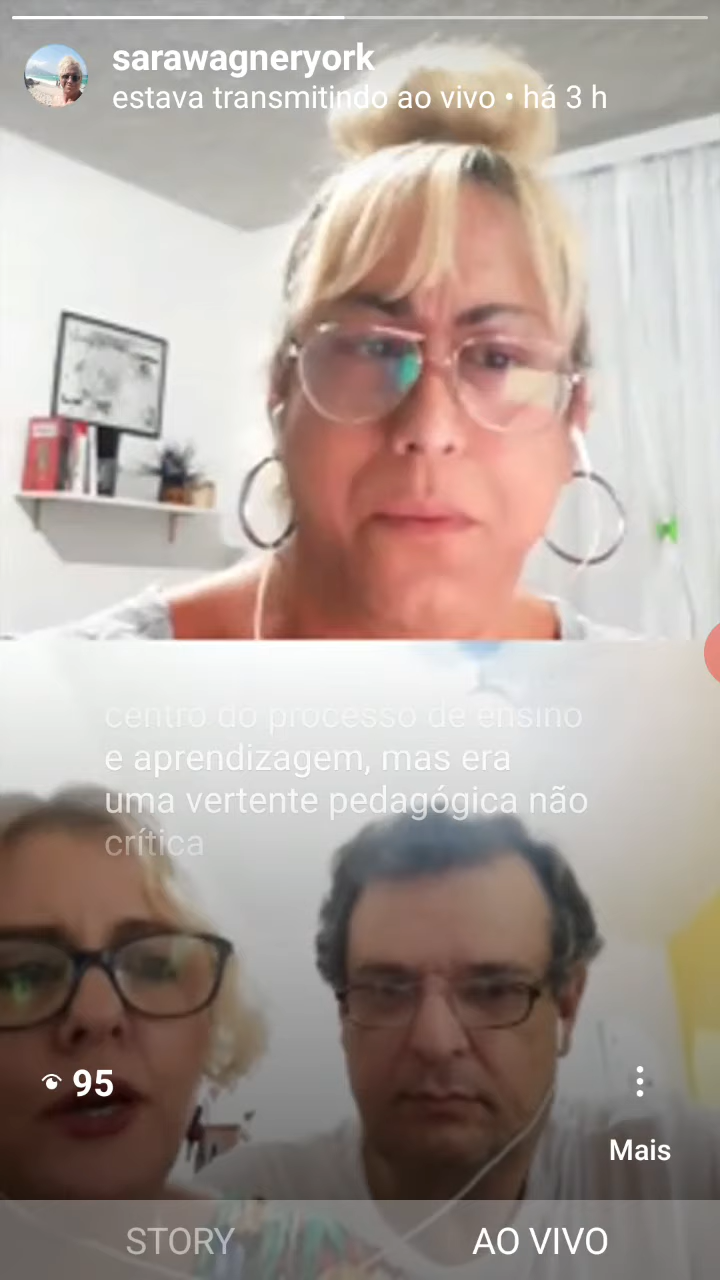 sarawagneryork
estava transmitindo ao vivo • há 3 h
centro do processo de ensino
e aprendizagem, mas era
uma vertente pedagógica não
crítica
95
Mais
STORY
AO VIVO